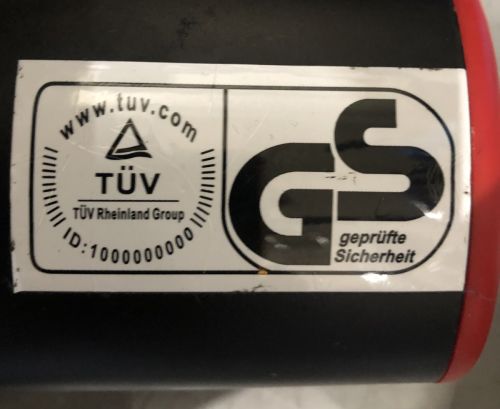 www.tuv.com
TÜV
TÜV Rheinland Group
ID:1000000000
GS
geprüfte
Sicherheit